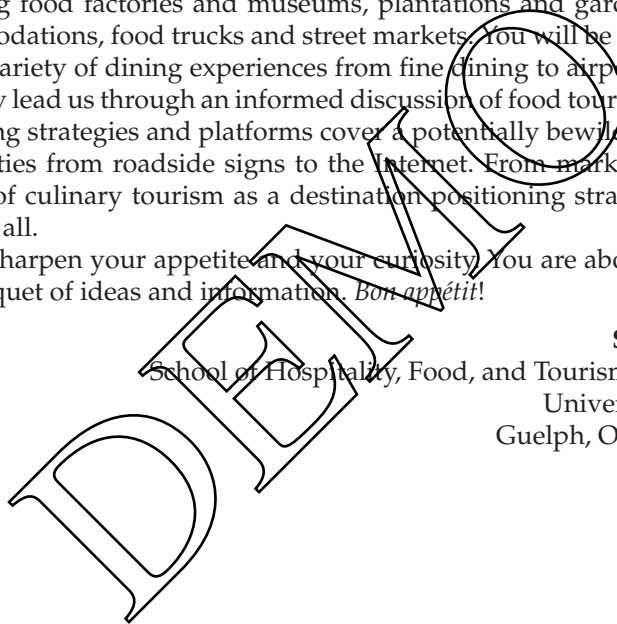 g food factories and museums, plantations and gard
odations, food trucks and street markets. You will be
ariety of dining experiences from fine dining to airpo
y lead us through an informed discussion of food tour
ng strategies and platforms cover a potentially bewild
ties from roadside signs to the Internet. From mark
of culinary tourism as a destination positioning stra
all.
harpen your appetite and your curiosity. You are abo
quet of ideas and information. Bon appétit!
S
School of Hospitality, Food, and Tourism
Univer
Guelph, O
DEMO